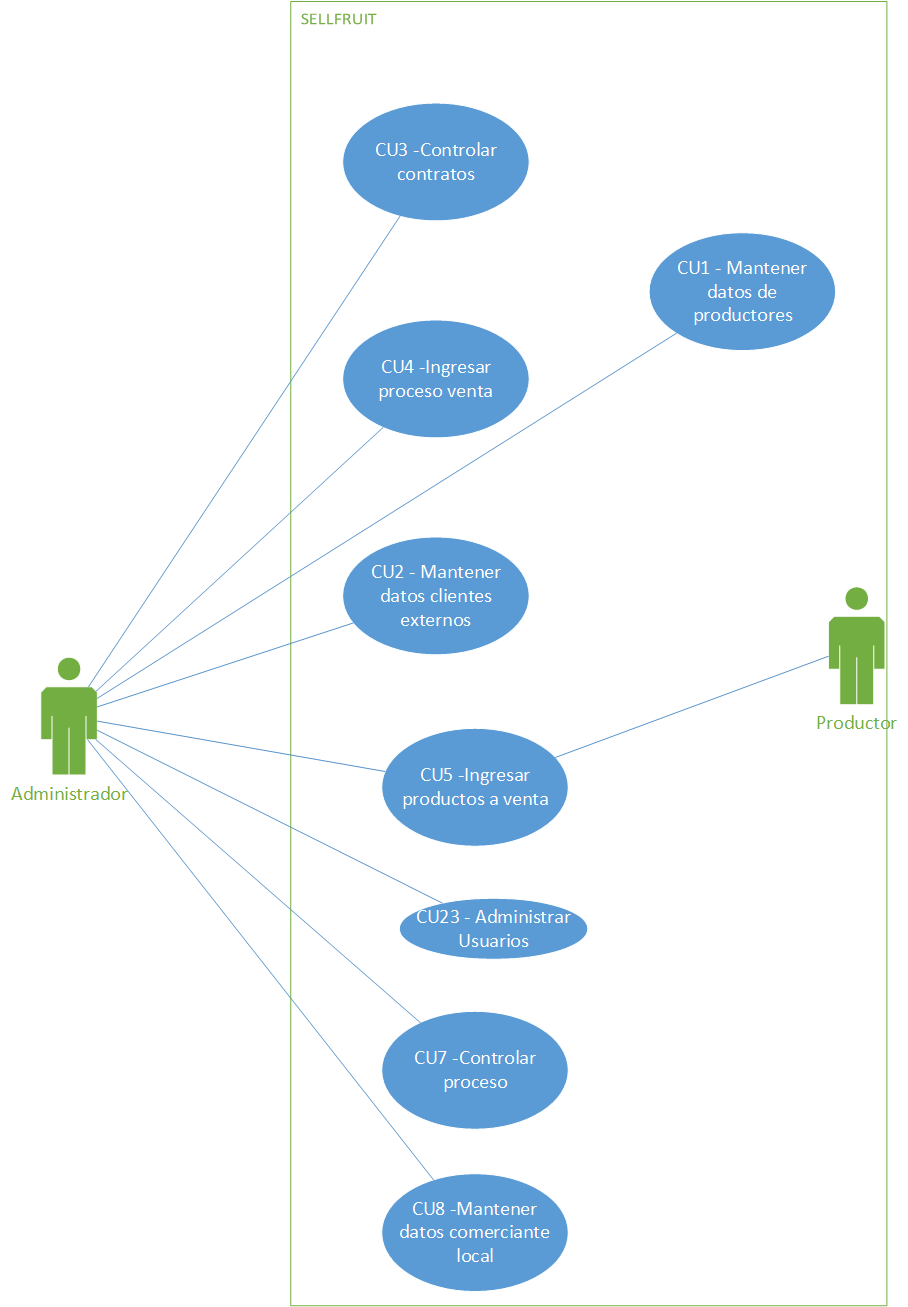 SELLFRUIT
CU3 -Controlar
contratos
CU1 - Mantener
datos de
productores
CU4 -Ingresar
proceso venta
CU2 - Mantener
datos clientes
externos
Productor
CU5 -Ingresar
productos a venta
Administrador
CU23 - Administrar
Usuarios
CU7 -Controlar
proceso
CU8 -Mantener
datos comerciante
local